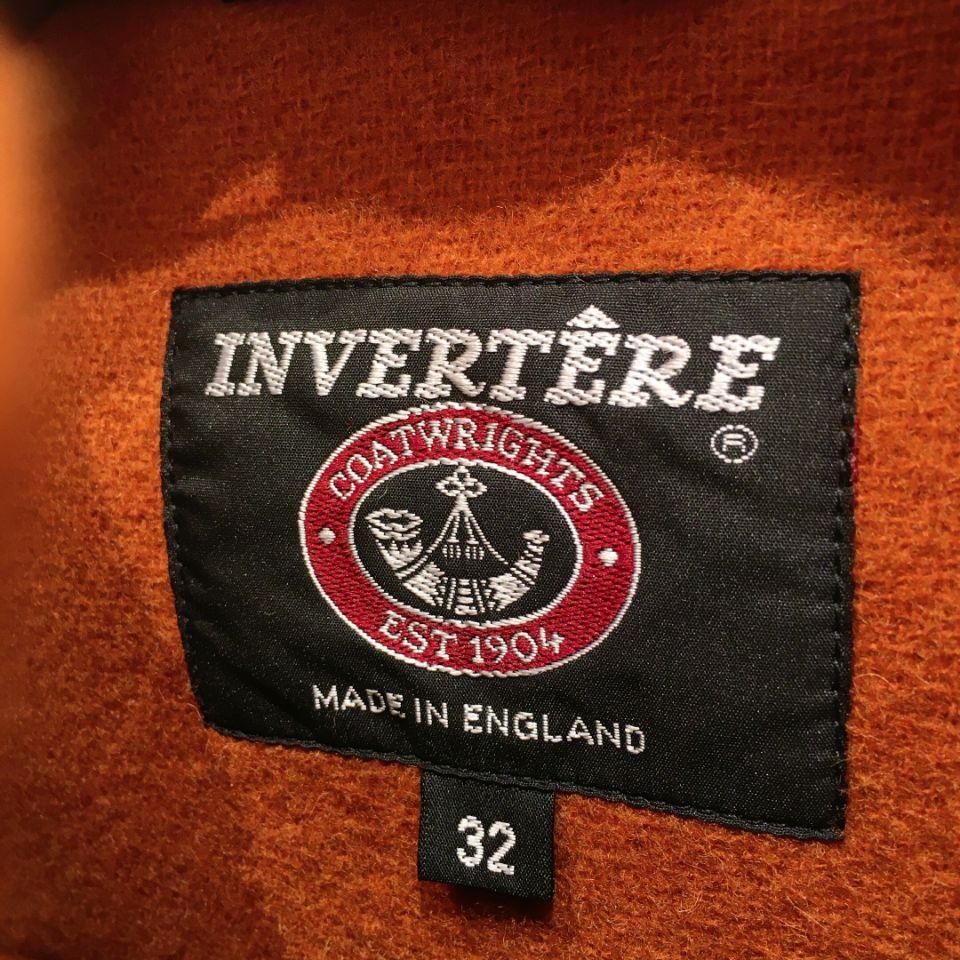 INVERTÊRE
®
COATWRIGHTS
EST 1904
MADE IN ENGLAND
32